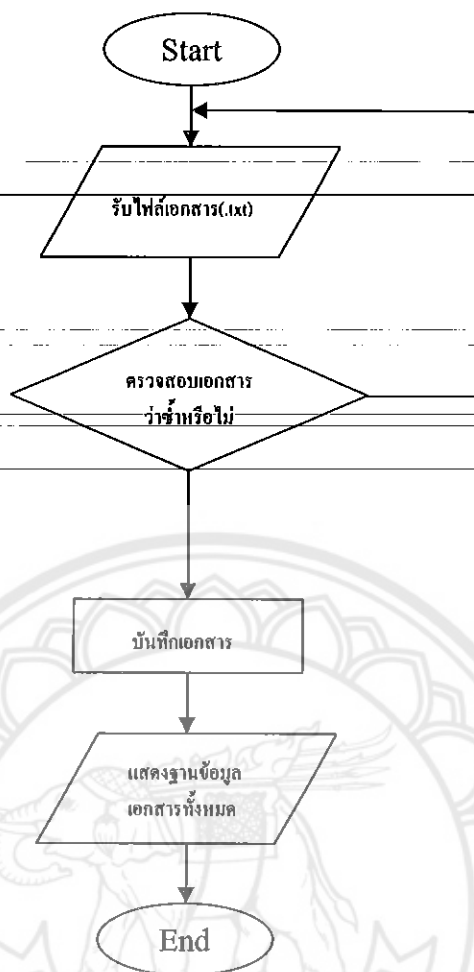 Start
รับไฟล์เอกสาร(.txt)
ตรวจสอบเอกสาร
ว่าซ้ำหรือไม่
บันทึกเอกสาร
แสดงฐานข้อมูล
เอกสารทั้งหมด
End